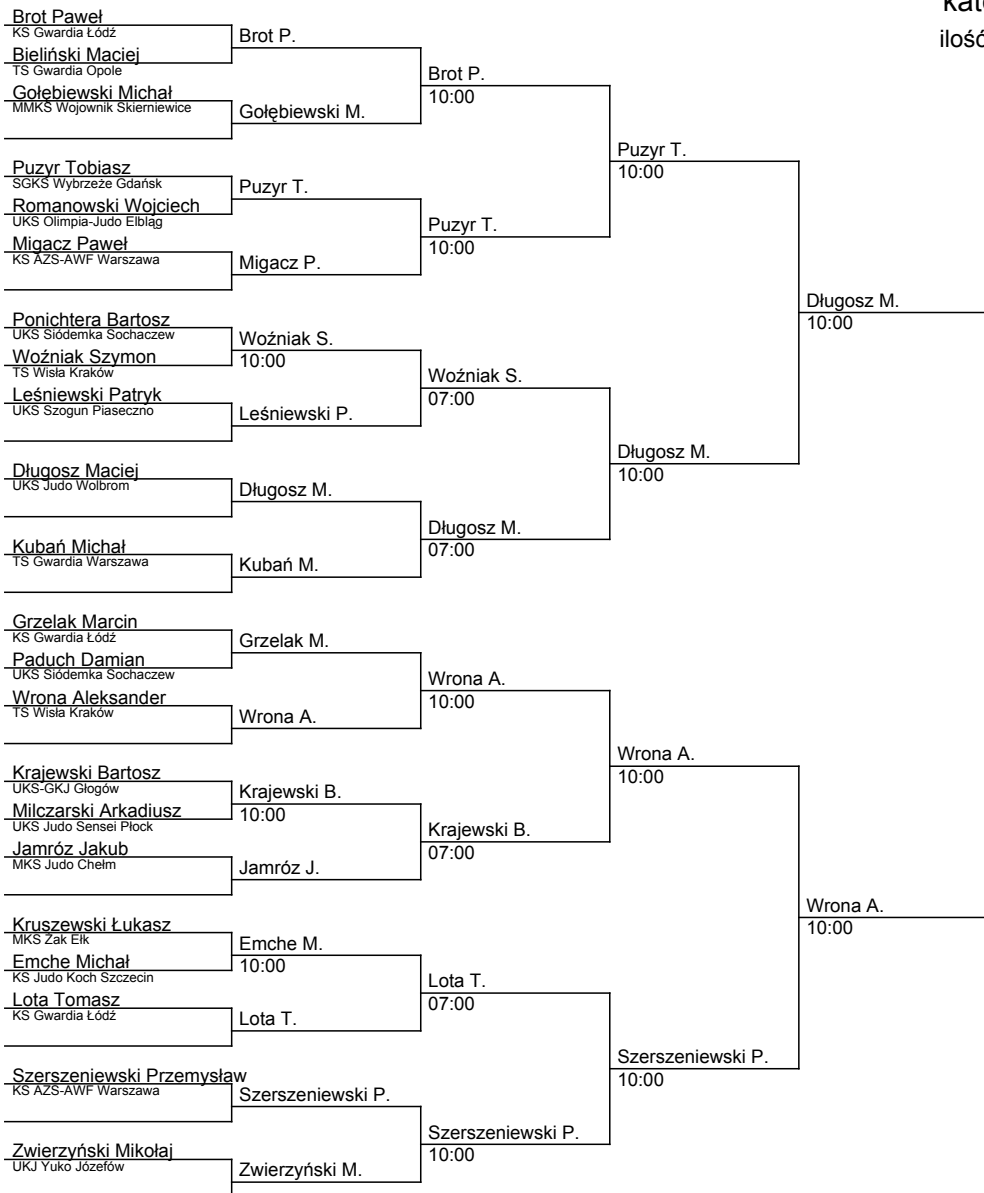 Brot Paweł
KS Gwardia Łódź
Bieliński Maciej
TS Gwardia Opole
Gołębiewski Michał
MMKS Wojownik Skierniewice
Puzyr Tobiasz
SGKS Wybrzeże Gdańsk
Romanowski Wojciech
UKS Olimpia-Judo Elbląg
Migacz Paweł
KS AZS-AWF Warszawa
Ponichtera Bartosz
UKS Siódemka Sochaczew
Woźniak Szymon
TS Wisła Kraków
Leśniewski Patryk
UKS Szogun Piaseczno
Długosz Maciej
UKS Judo Wolbrom
Kubań Michał
TS Gwardia Warszawa
Grzelak Marcin
KS Gwardia Łódź
Paduch Damian
UKS Siódemka Sochaczew
Wrona Aleksander
TS Wisła Kraków
Krajewski Bartosz
UKS-GKJ Głogów
Milczarski Arkadiusz
UKS Judo Sensei Płock
Jamróz Jakub
MKS Judo Chełm
Kruszewski Łukasz
MKS Żak Ełk
Emche Michał
KS Judo Koch Szczecin
Lota Tomasz
KS Gwardia Łódź
Szerszeniewski Przemysław
KS AZS-AWF Warszawa
Zwierzyński Mikołaj
UKJ Yuko Józefów
Brot P.
Gołębiewski M.
Puzyr T.
Migacz P.
Woźniak S.
10:00
Leśniewski P.
Długosz M.
Kubań M.
Grzelak M.
Wrona A.
Krajewski B.
10:00
Jamróz J.
Emche M.
10:00
Lota T.
Szerszeniewski P.
Zwierzyński M.
Brot P.
10:00
Puzyr T.
10:00
Woźniak S.
07:00
Długosz M.
07:00
Wrona A.
10:00
Krajewski B.
07:00
Lota T.
07:00
Szerszeniewski P.
10:00
Puzyr T.
10:00
Długosz M.
10:00
Wrona A.
10:00
Szerszeniewski P.
10:00
Długosz M.
10:00
Wrona A.
10:00
ilość